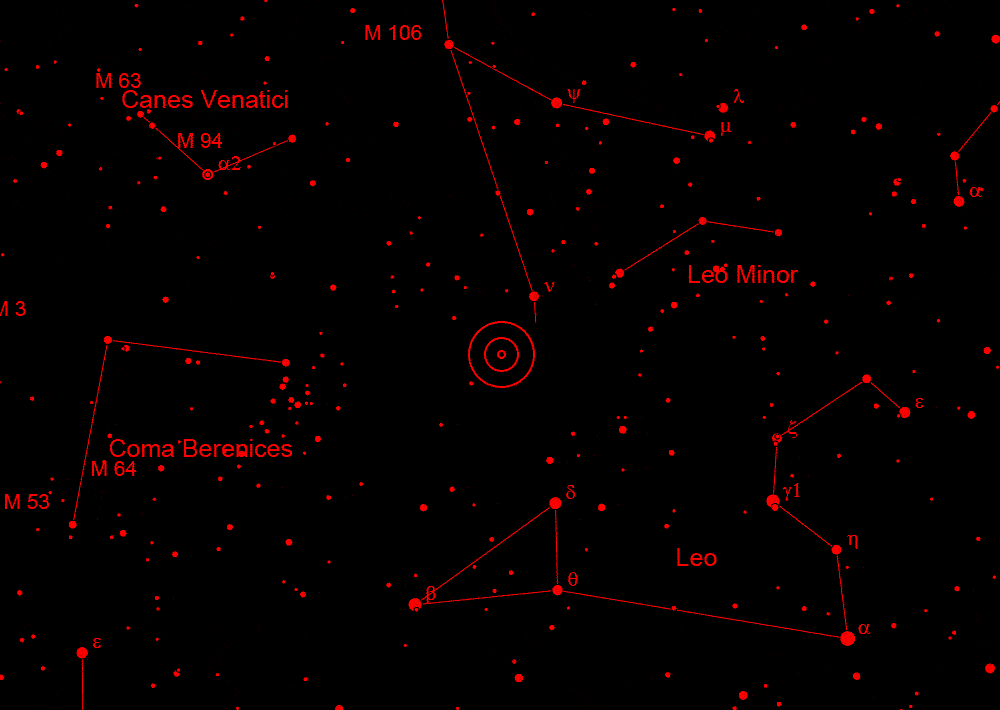 M 106
M 63
ψ
λ
Canes Venatici
μ
M 94
α2
α
Leo Minor
ν
M 3
ε
ζ
Coma Berenices
M 64
δ
γ1
M 53
η
Leo
θ
β
α
ε